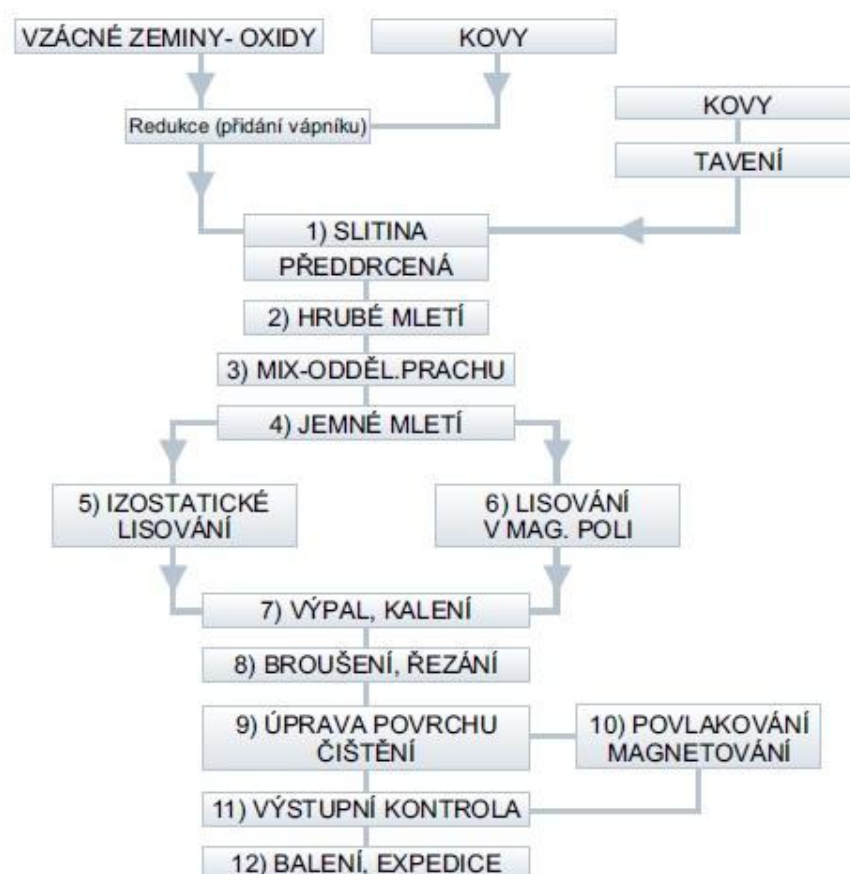 VZÁCNÉ ZEMINY- OXIDY
KOVY
Redukce (přidání vápníku)
KOVY
TAVENÍ
1) SLITINA
PŘEDDRCENÁ
2) HRUBÉ MLETÍ
3) MIX-ODDĚL.PRACHU
4) JEMNÉ MLETÍ
5) IZOSTATICKÉ
LISOVÁNÍ
6) LISOVÁNÍ
V MAG. POLI
7) VÝPAL, KALENÍ
8) BROUŠENÍ, ŘEZÁNÍ
9) ÚPRAVA POVRCHU
ČIŠTĚNÍ
10) POVLAKOVÁNÍ
MAGNETOVÁNÍ
11) VÝSTUPNÍ KONTROLA
12) BALENÍ, EXPEDICE